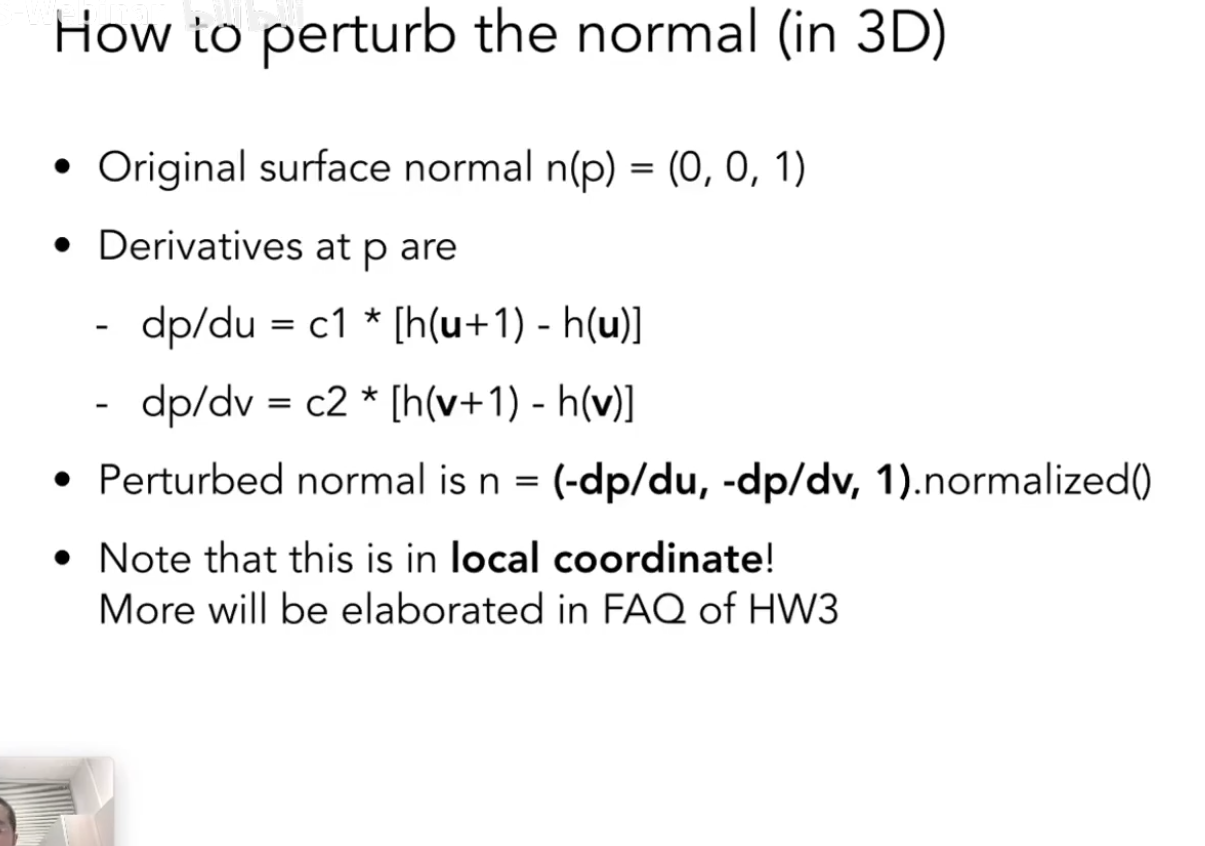 How to perturb the normal (in 3D)
• Original surface normal n(p) = (0, 0, 1)
• Derivatives at p are
- dp/du = c1 * [h(u+1) - h(u)]
- dp/dv = c2 * [h(v+1) - h(v)]
• Perturbed normal is n = (-dp/du, -dp/dv, 1).normalized()
• Note that this is in local coordinate!
More will be elaborated in FAQ of HW3